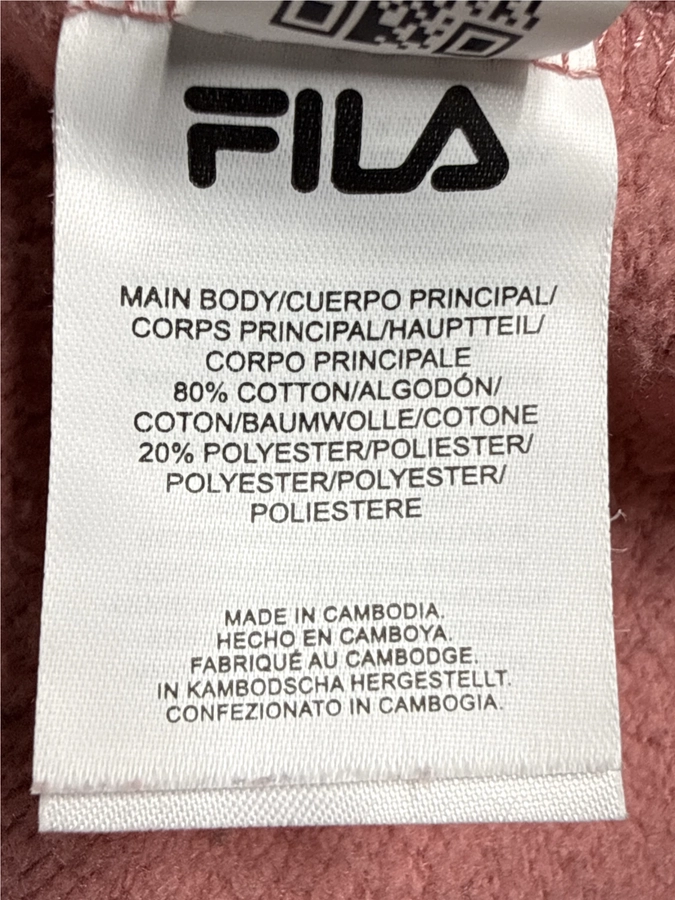 FILA
MAIN BODY/CUERPO PRINCIPAL/
CORPS PRINCIPAL/HAUPTTEIL/
CORPO PRINCIPALE
80% COTTON/ALGODÓN/
COTON/BAUMWOLLE/COTONE
20% POLYESTER/POLIESTER/
POLYESTER/POLYESTER/
POLIESTERE
MADE IN CAMBODIA.
HECHO EN CAMBOYA.
FABRIQUÉ AU CAMBODGE.
IN KAMBODSCHA HERGESTELLT.
CONFEZIONATO IN CAMBOGIA.